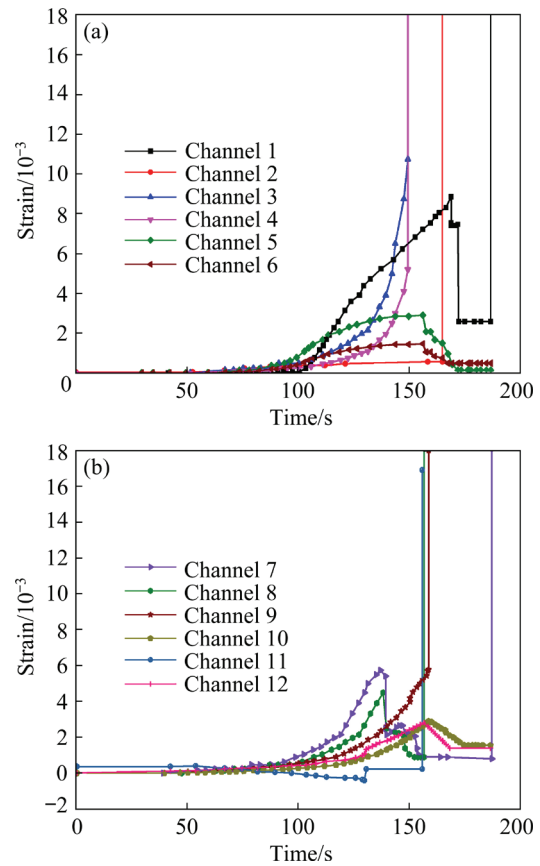 (a)
18
16
14
12
10
8
6
4
2
0
Strain/10⁻³
Channel 1
Channel 2
Channel 3
Channel 4
Channel 5
Channel 6
50
100
150
200
Time/s
(b)
18
16
14
12
10
8
6
4
2
0
−2
Strain/10⁻³
Channel 7
Channel 8
Channel 9
Channel 10
Channel 11
Channel 12
0
50
100
150
200
Time/s